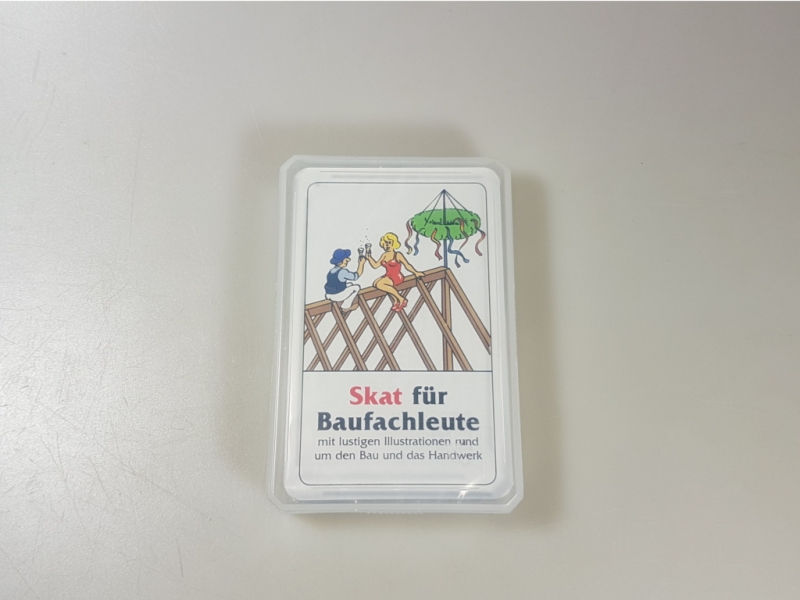 Skat für
Baufachleute
mit lustigen Illustrationen rund
um den Bau und das Handwerk